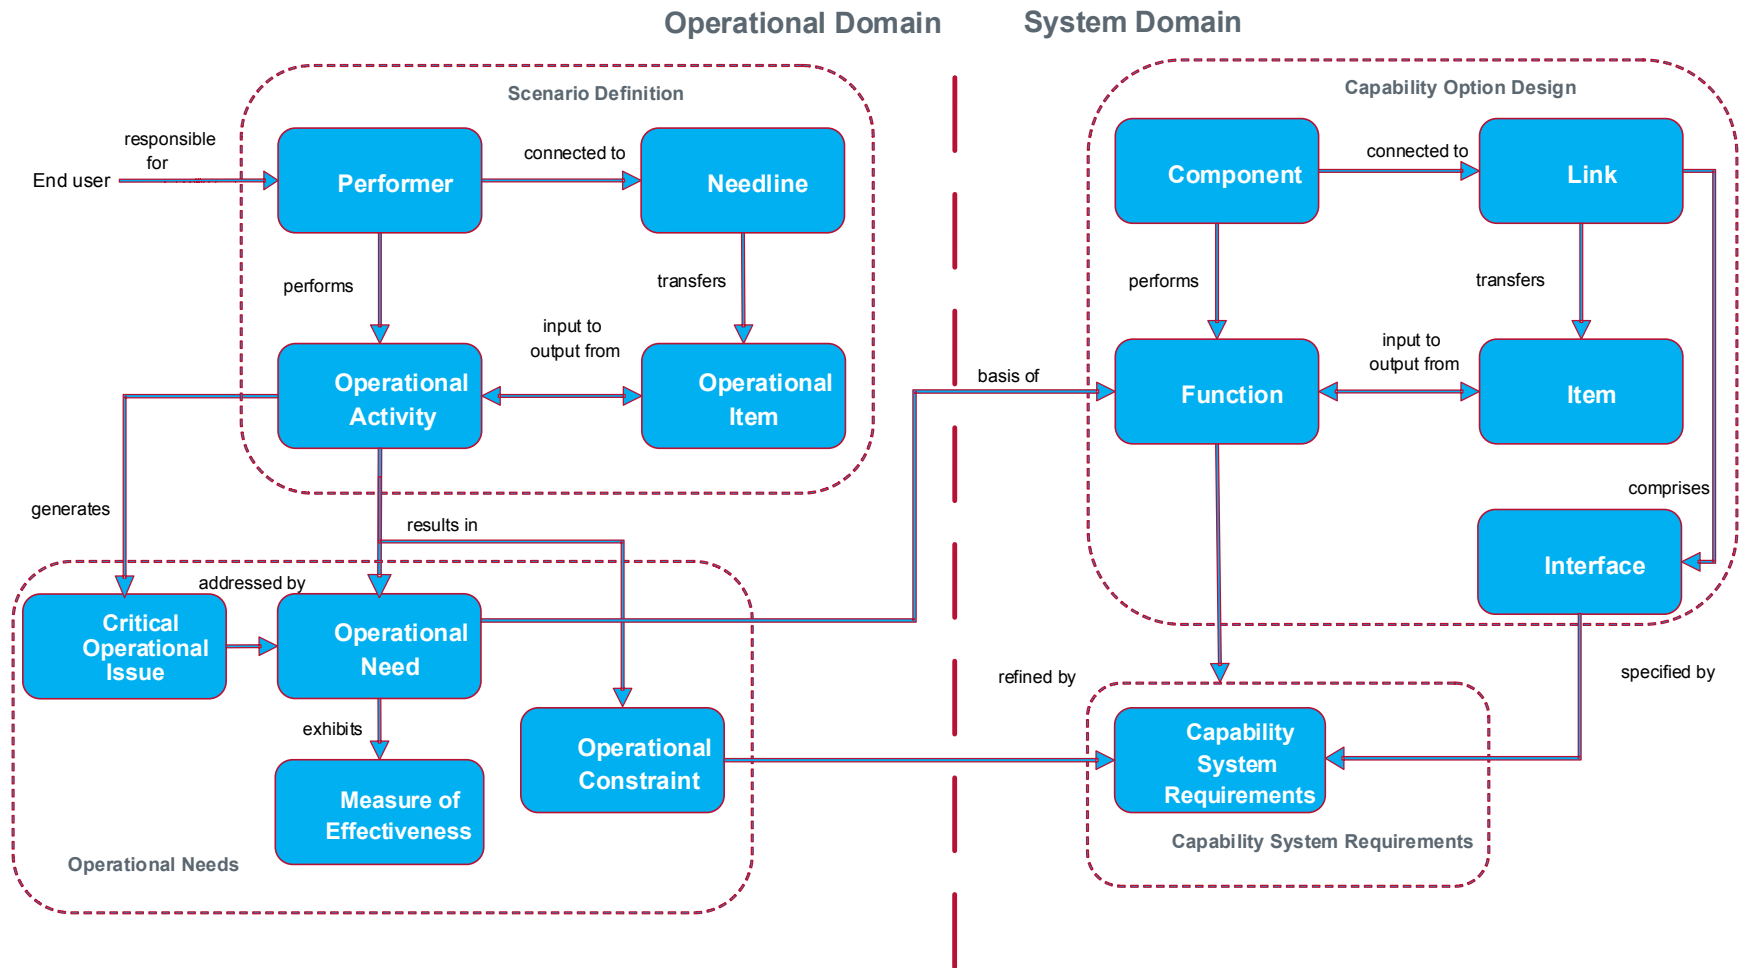 Operational Domain
System Domain
Scenario Definition
Capability Option Design
responsible
for
End user
Performer
connected to
Needline
Component
connected to
Link
performs
transfers
performs
transfers
input to
output from
input to
output from
Operational
Activity
Operational
Item
basis of
Function
Item
generates
results in
comprises
addressed by
Interface
Critical
Operational
Issue
Operational
Need
refined by
specified by
exhibits
Operational
Constraint
Capability
System
Requirements
Measure of
Effectiveness
Operational Needs
Capability System Requirements